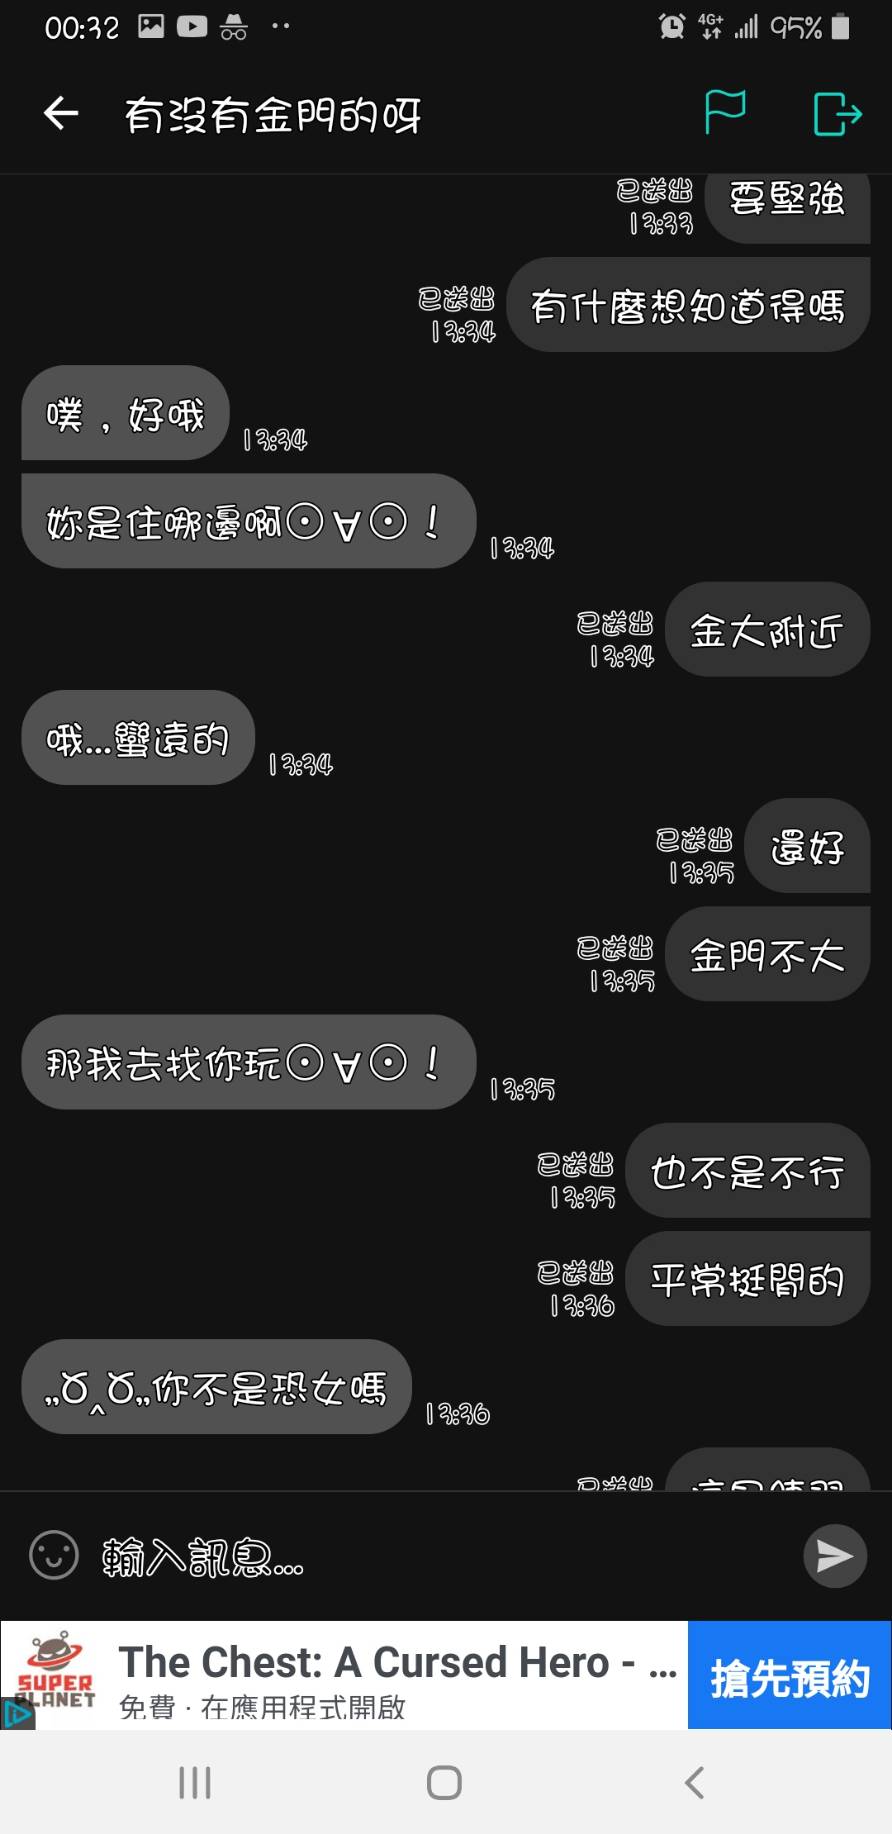 00:32
4G+
95%
有沒有金門的呀
要堅強
已送出
13:33
有什麼想知道得嗎
已送出
13:34
噗，好哦
13:34
妳是住哪邊啊⊙∀⊙！
13:34
金大附近
已送出
13:34
哦...蠻遠的
13:34
還好
已送出
13:35
金門不大
已送出
13:35
那我去找你玩⊙∀⊙！
13:35
也不是不行
已送出
13:35
平常挺閒的
已送出
13:36
„ಠ‸ಠ„你不是恐女嗎
13:36
已送出
輸入訊息...
SUPER
PLANET
The Chest: A Cursed Hero - ...
免費 · 在應用程式開啟
搶先預約